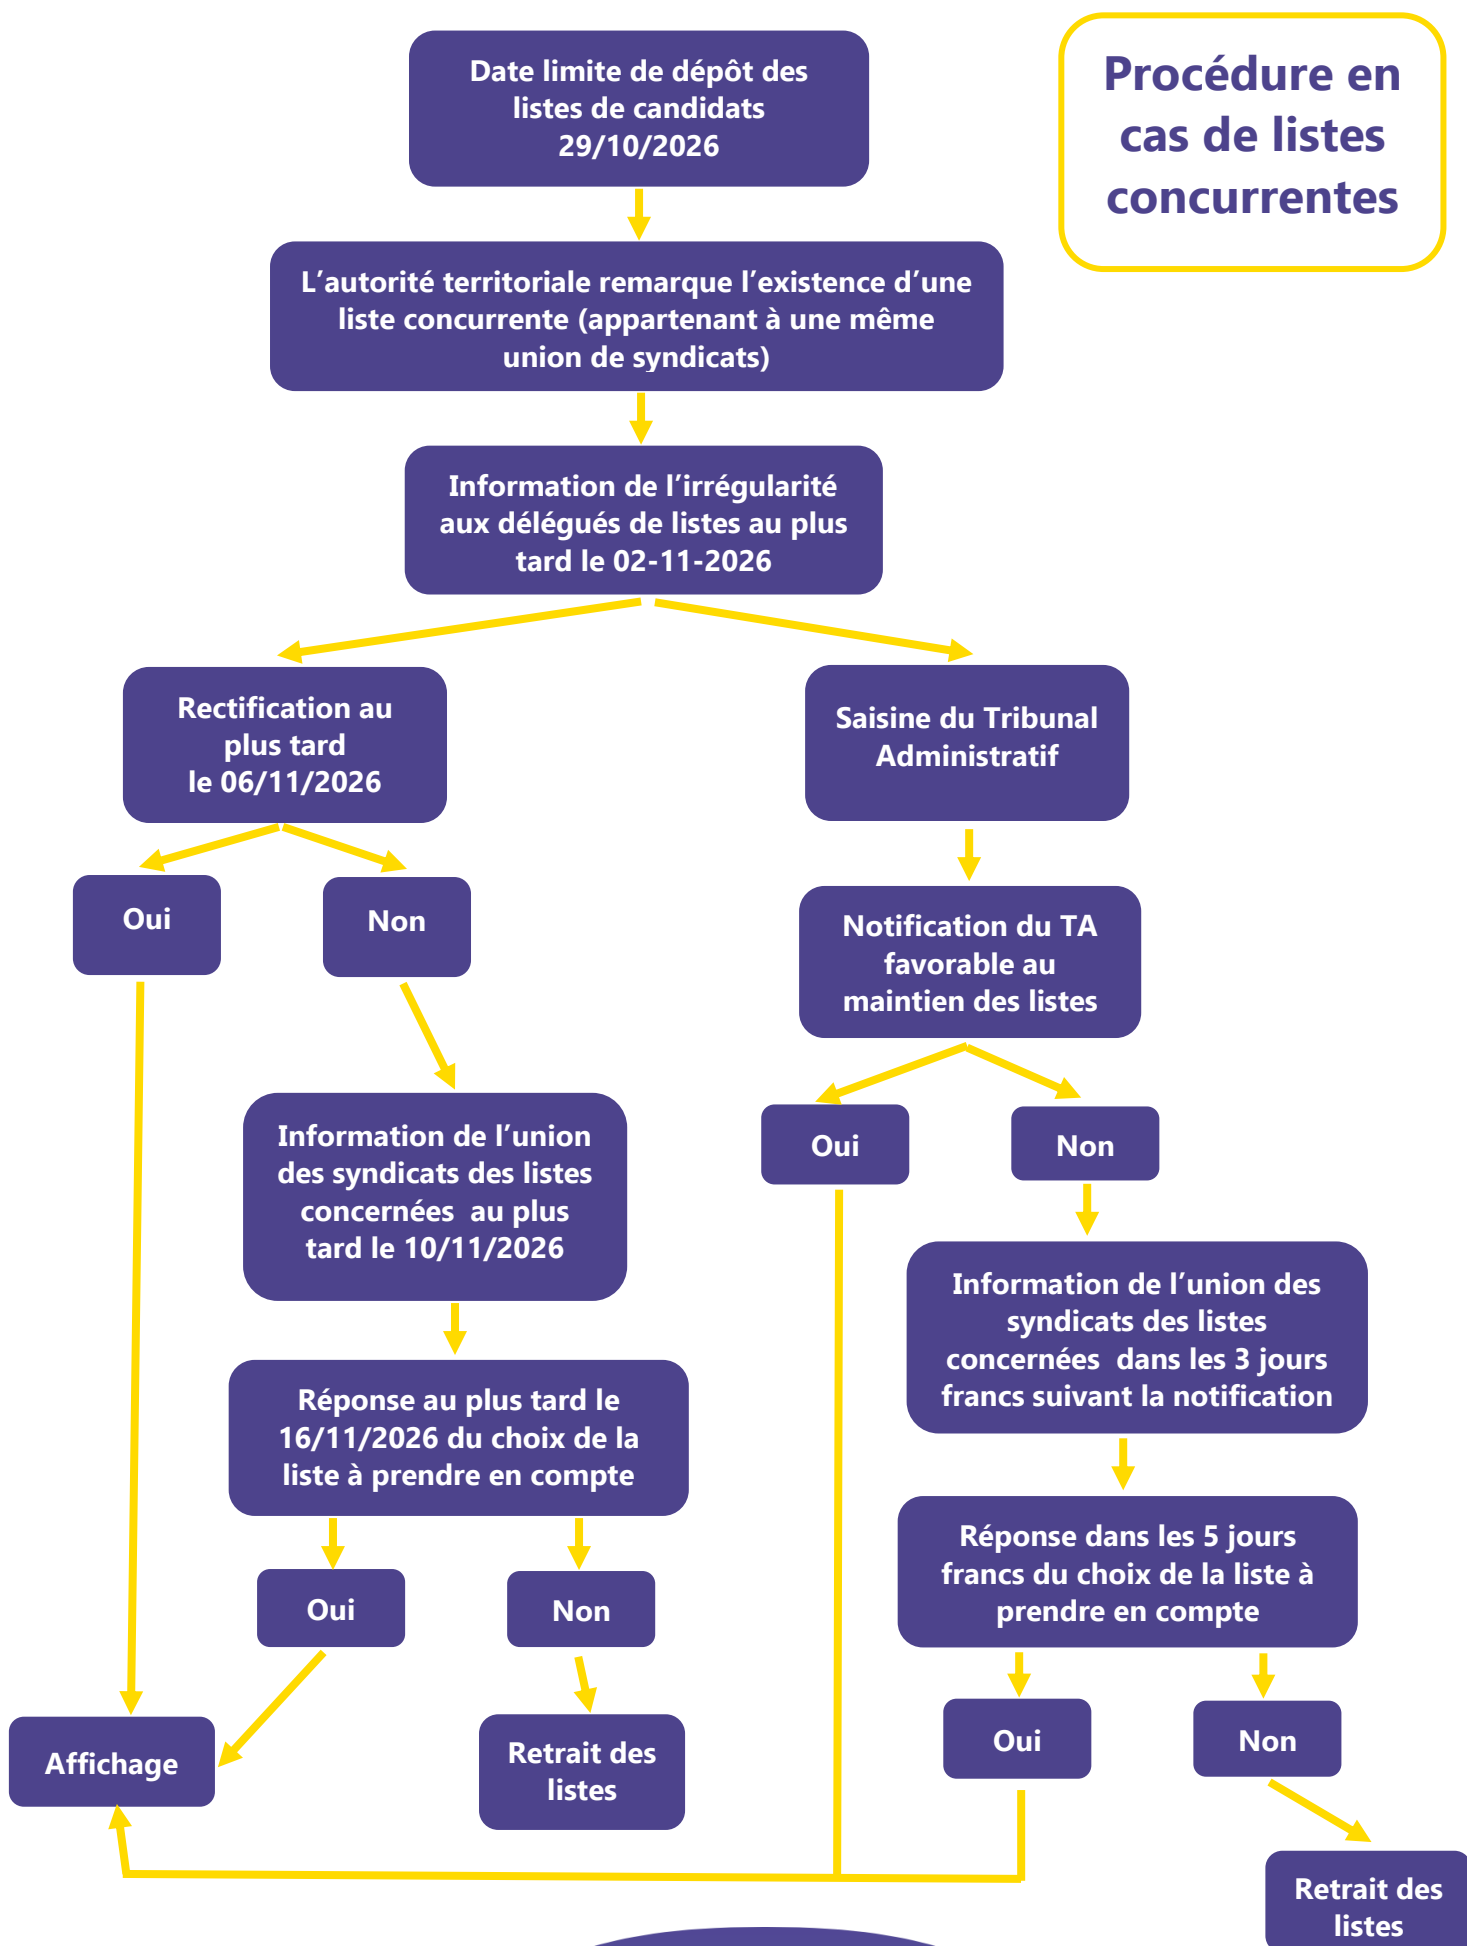 Procédure en
cas de listes
concurrentes
Date limite de dépôt des
listes de candidats
29/10/2026
L’autorité territoriale remarque l’existence d’une
liste concurrente (appartenant à une même
union de syndicats)
Information de l’irrégularité
aux délégués de listes au plus
tard le 02-11-2026
Rectification au
plus tard
le 06/11/2026
Oui
Non
Information de l’union
des syndicats des listes
concernées  au plus
tard le 10/11/2026
Réponse au plus tard le
16/11/2026 du choix de la
liste à prendre en compte
Oui
Non
Affichage
Retrait des
listes
Saisine du Tribunal
Administratif
Notification du TA
favorable au
maintien des listes
Oui
Non
Information de l’union des
syndicats des listes
concernées  dans les 3 jours
francs suivant la notification
Réponse dans les 5 jours
francs du choix de la liste à
prendre en compte
Oui
Non
Retrait des
listes